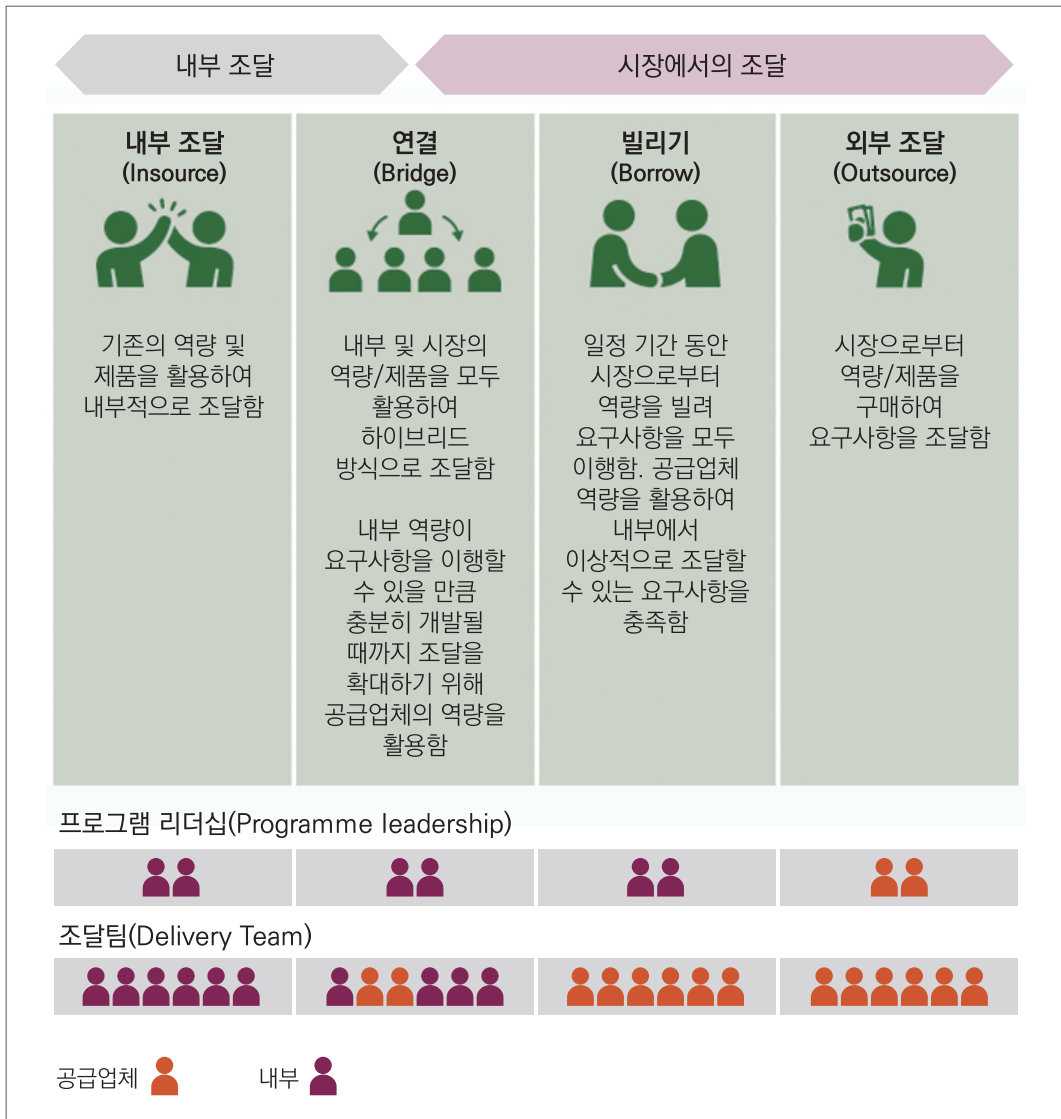 내부 조달
시장에서의 조달
내부 조달
(Insource)
기존의 역량 및
제품을 활용하여
내부적으로 조달함
연결
(Bridge)
내부 및 시장의
역량/제품을 모두
활용하여
하이브리드
방식으로 조달함
내부 역량이
요구사항을 이행할
수 있을 만큼
충분히 개발될
때까지 조달을
확대하기 위해
공급업체의 역량을
활용함
빌리기
(Borrow)
일정 기간 동안
시장으로부터
역량을 빌려
요구사항을 모두
이행함. 공급업체
역량을 활용하여
내부에서
이상적으로 조달할
수 있는 요구사항을
충족함
외부 조달
(Outsource)
시장으로부터
역량/제품을
구매하여
요구사항을 조달함
프로그램 리더십(Programme leadership)
조달팀(Delivery Team)
공급업체
내부